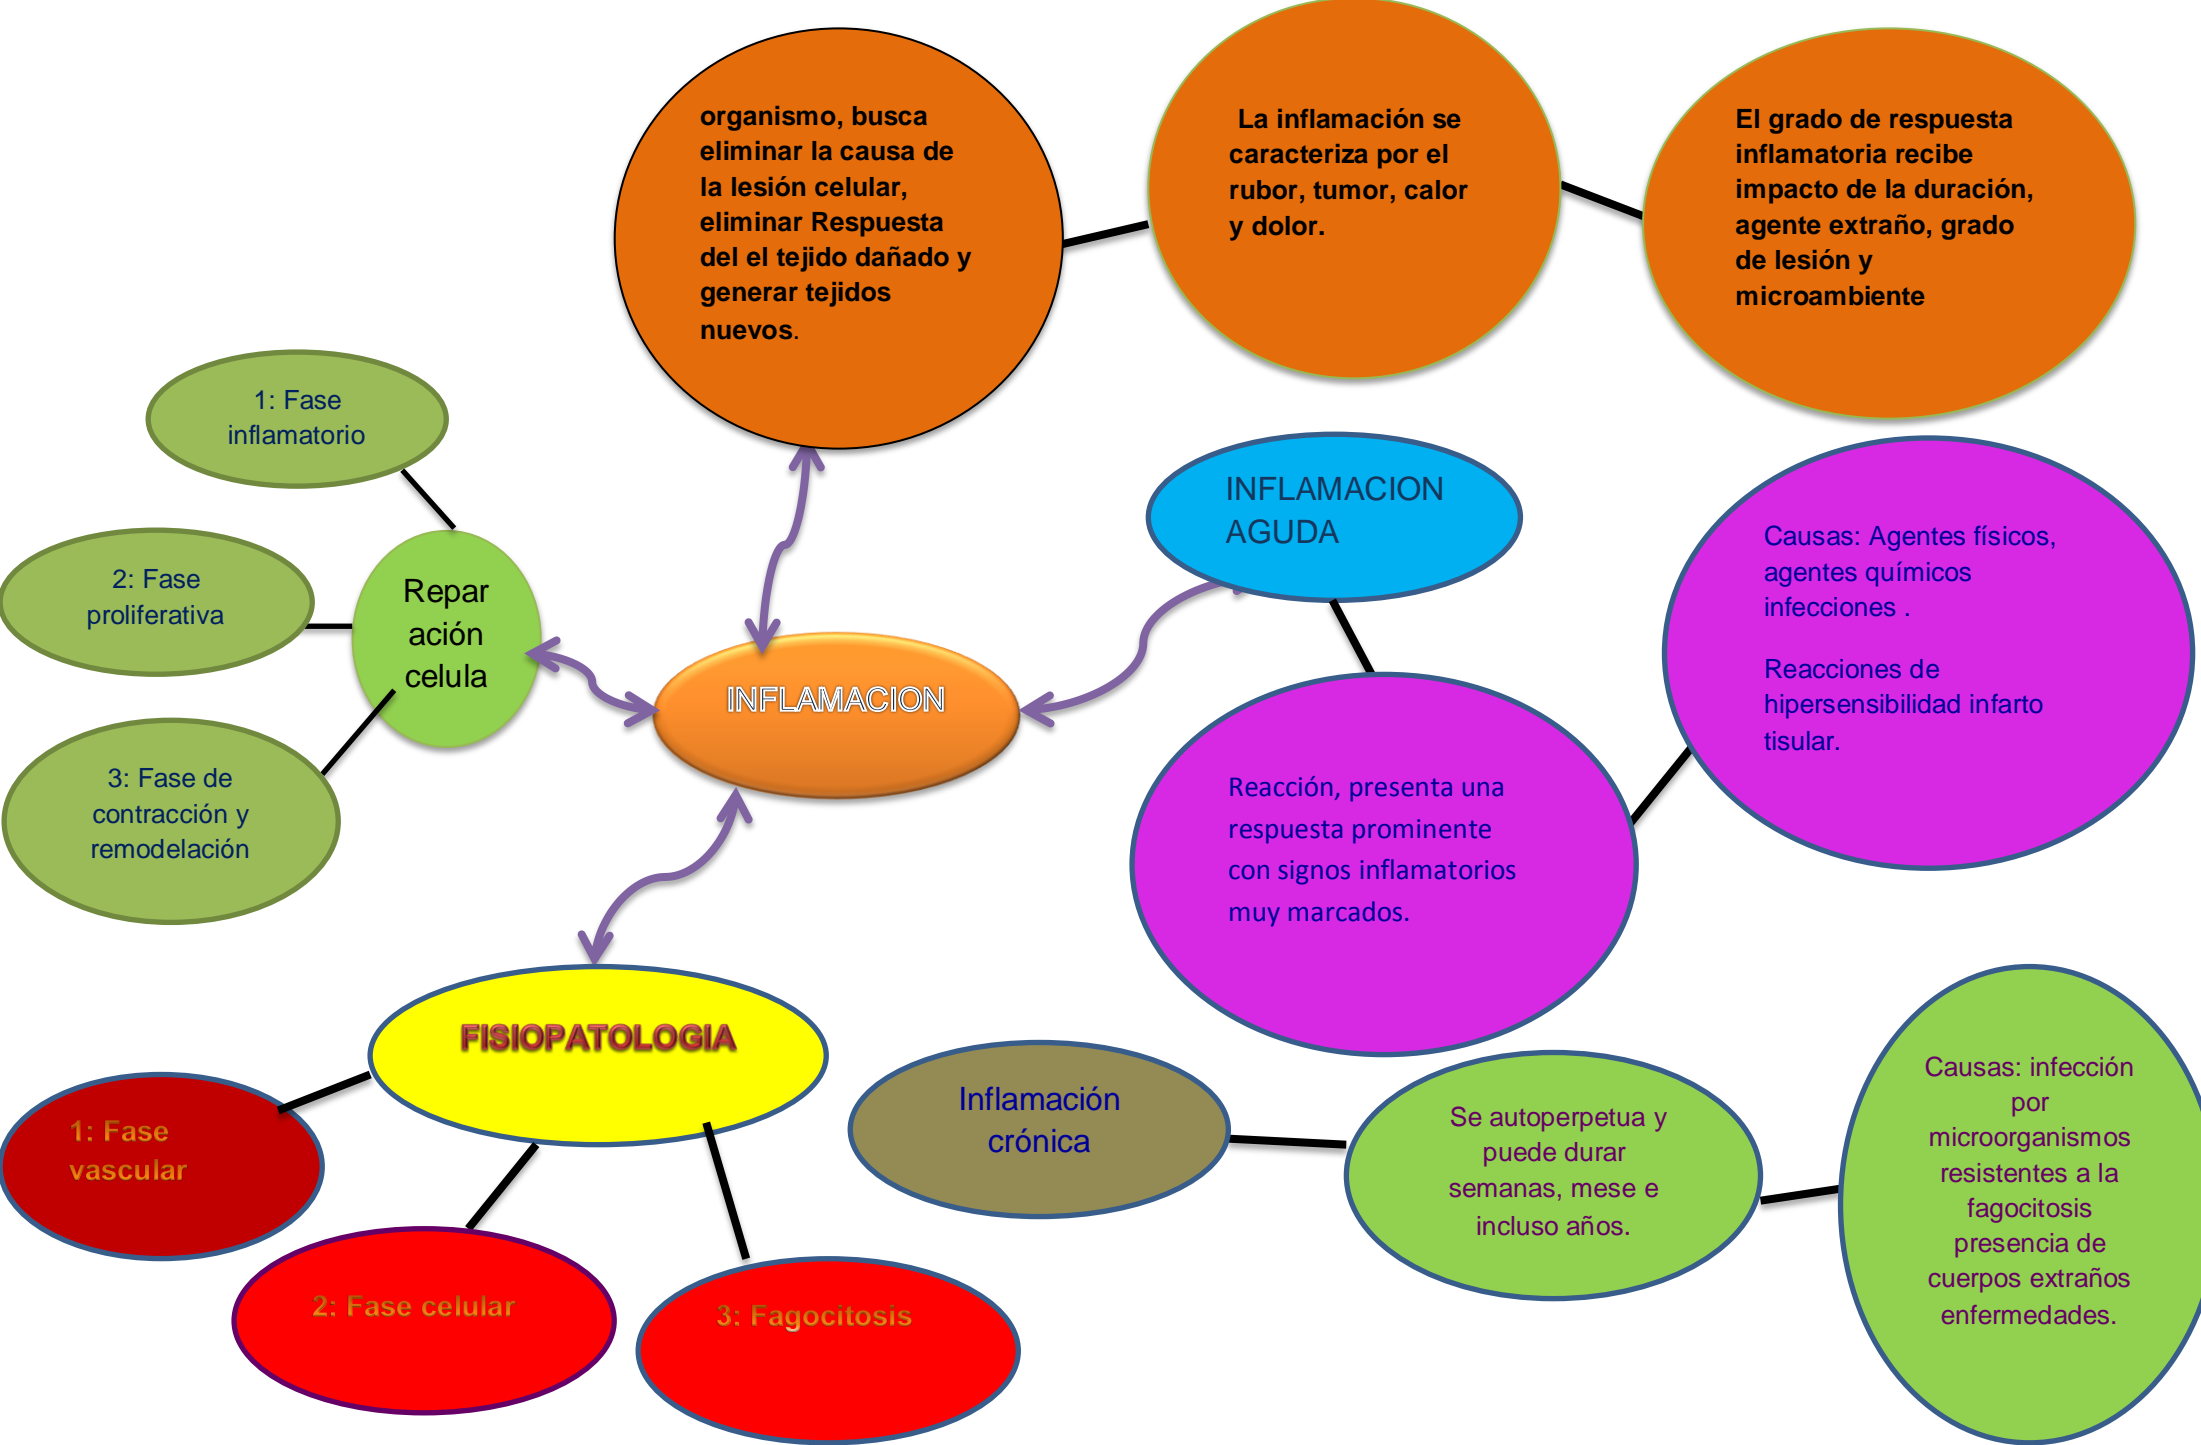 organismo, busca
eliminar la causa de
la lesión celular,
eliminar Respuesta
del el tejido dañado y
generar tejidos
nuevos.
La inflamación se
caracteriza por el
rubor, tumor, calor
y dolor.
El grado de respuesta
inflamatoria recibe
impacto de la duración,
agente extraño, grado
de lesión y
microambiente
1: Fase
inflamatorio
2: Fase
proliferativa
3: Fase de
contracción y
remodelación
Repar
ación
celula
INFLAMACION
INFLAMACION
AGUDA
Reacción, presenta una
respuesta prominente
con signos inflamatorios
muy marcados.
Causas: Agentes físicos,
agentes químicos
infecciones .
Reacciones de
hipersensibilidad infarto
tisular.
FISIOPATOLOGIA
1: Fase
vascular
2: Fase celular
3: Fagocitosis
Inflamación
crónica
Se autoperpetua y
puede durar
semanas, mese e
incluso años.
Causas: infección
por
microorganismos
resistentes a la
fagocitosis
presencia de
cuerpos extraños
enfermedades.